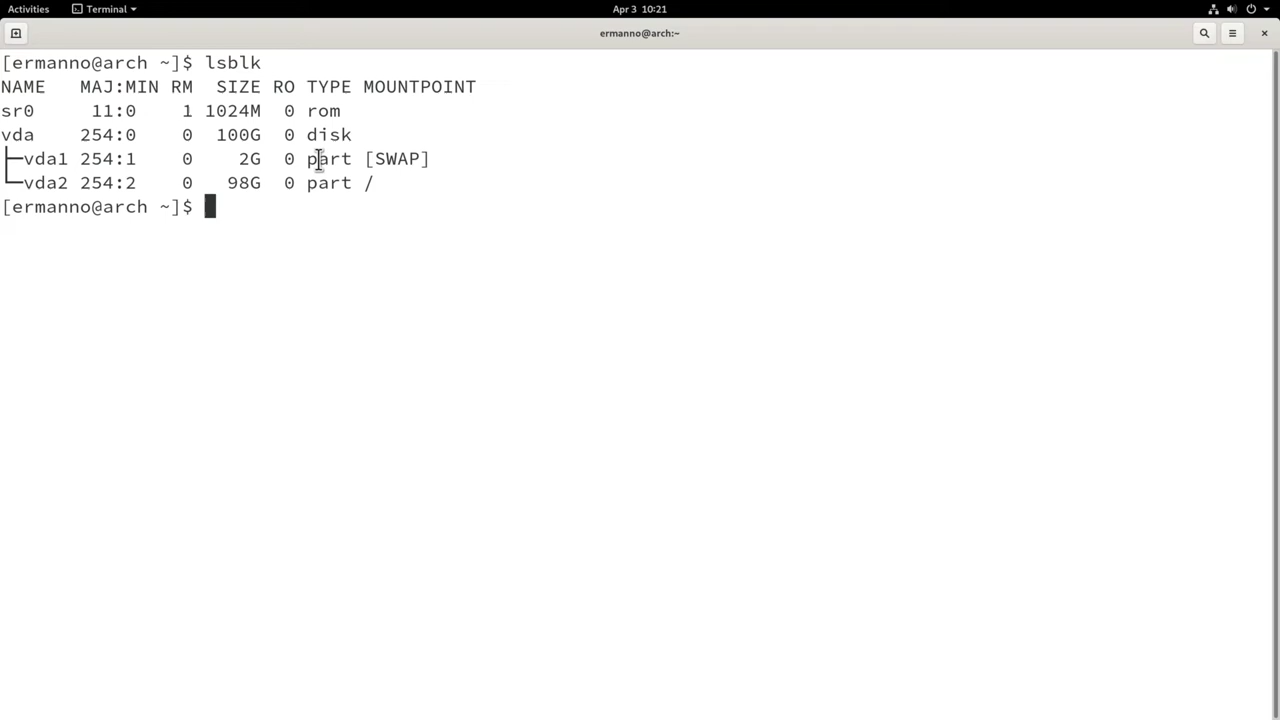 Activities Terminal Apr 3 10:21
ermanno@arch:~
[ermanno@arch ~]$ lsblk
NAME   MAJ:MIN RM  SIZE RO TYPE MOUNTPOINT
sr0     11:0    1 1024M  0 rom
vda    254:0    0  100G  0 disk
├─vda1 254:1    0    2G  0 part [SWAP]
└─vda2 254:2    0   98G  0 part /
[ermanno@arch ~]$